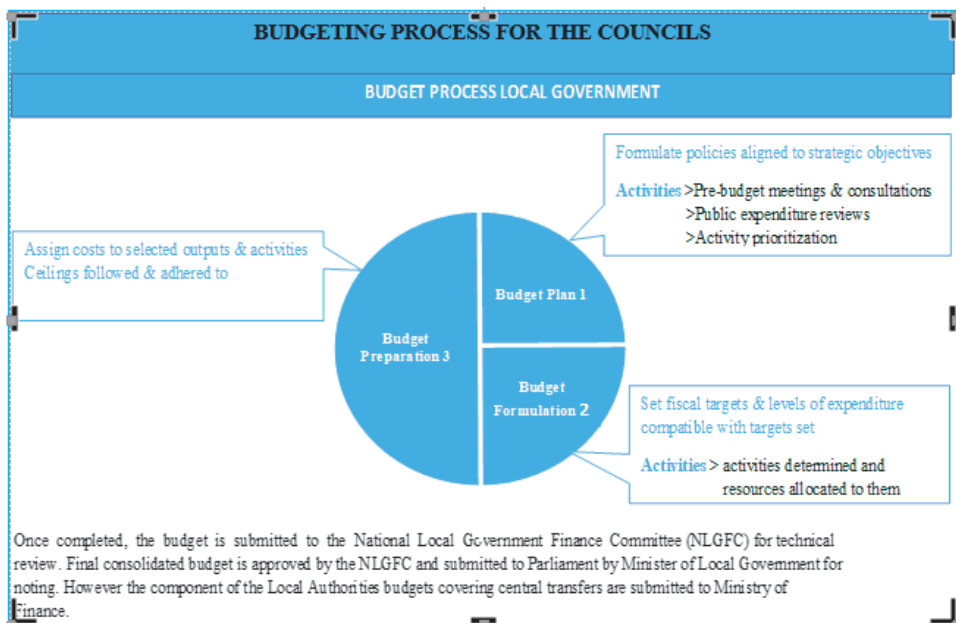 BUDGETING PROCESS FOR THE COUNCILS
BUDGET PROCESS LOCAL GOVERNMENT
Formulate policies aligned to strategic objectives
Activities >Pre-budget meetings & consultations
>Public expenditure reviews
>Activity prioritization
Assign costs to selected outputs & activities
Ceilings followed & adhered to
Budget Plan 1
Budget
Preparation 3
Budget
Formulation 2
Set fiscal targets & levels of expenditure
compatible with targets set
Activities > activities determined and
resources allocated to them
Once completed, the budget is submitted to the National Local Government Finance Committee (NLGFC) for technical
review. Final consolidated budget is approved by the NLGFC and submitted to Parliament by Minister of Local Government for
noting. However the component of the Local Authorities budgets covering central transfers are submitted to Ministry of
Finance.